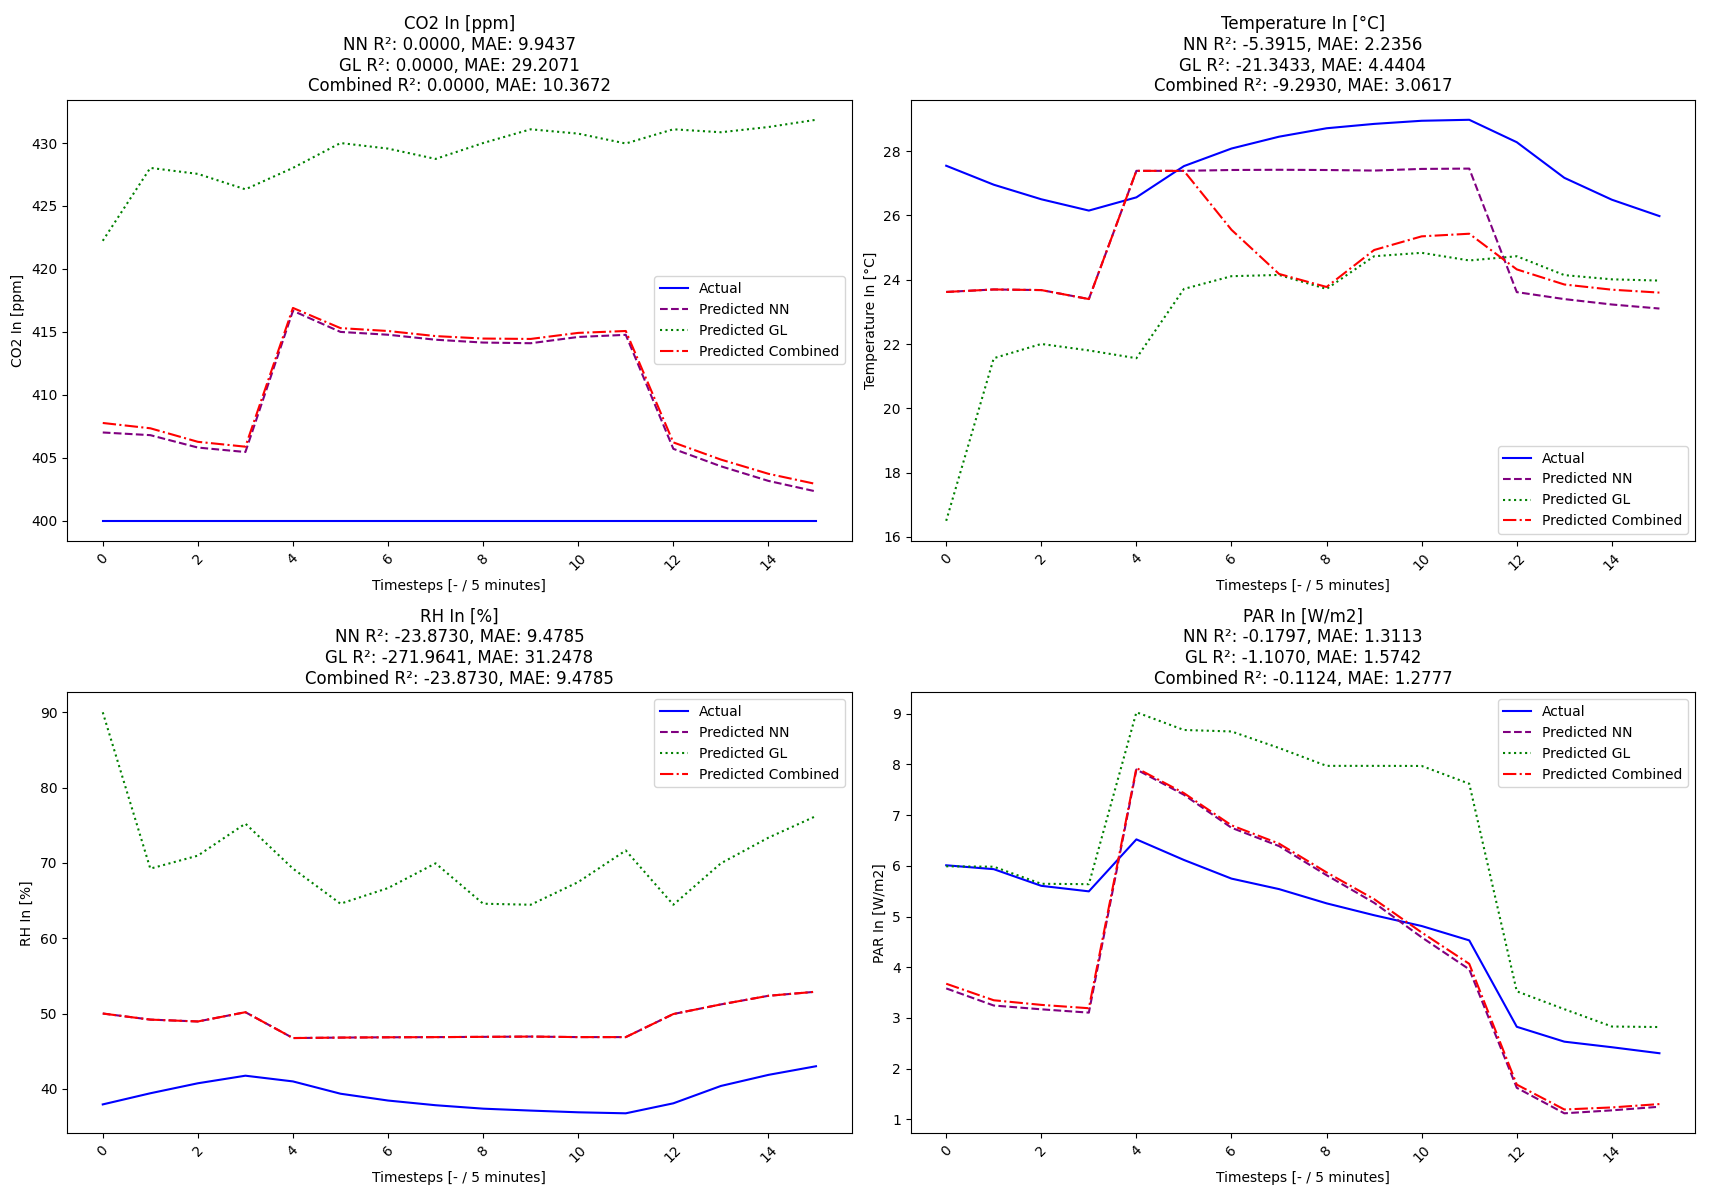 CO2 In [ppm]
NN R²: 0.0000, MAE: 9.9437
GL R²: 0.0000, MAE: 29.2071
Combined R²: 0.0000, MAE: 10.3672
430
425
420
415
410
405
400
CO2 In [ppm]
Actual
Predicted NN
Predicted GL
Predicted Combined
0
2
4
6
8
10
12
14
Timesteps [- / 5 minutes]
Temperature In [°C]
NN R²: -5.3915, MAE: 2.2356
GL R²: -21.3433, MAE: 4.4404
Combined R²: -9.2930, MAE: 3.0617
28
26
24
22
20
18
16
Temperature In [°C]
Actual
Predicted NN
Predicted GL
Predicted Combined
0
2
4
6
8
10
12
14
Timesteps [- / 5 minutes]
RH In [%]
NN R²: -23.8730, MAE: 9.4785
GL R²: -271.9641, MAE: 31.2478
Combined R²: -23.8730, MAE: 9.4785
90
80
70
60
50
40
RH In [%]
Actual
Predicted NN
Predicted GL
Predicted Combined
0
2
4
6
8
10
12
14
Timesteps [- / 5 minutes]
PAR In [W/m2]
NN R²: -0.1797, MAE: 1.3113
GL R²: -1.1070, MAE: 1.5742
Combined R²: -0.1124, MAE: 1.2777
9
8
7
6
5
4
3
2
1
PAR In [W/m2]
Actual
Predicted NN
Predicted GL
Predicted Combined
0
2
4
6
8
10
12
14
Timesteps [- / 5 minutes]